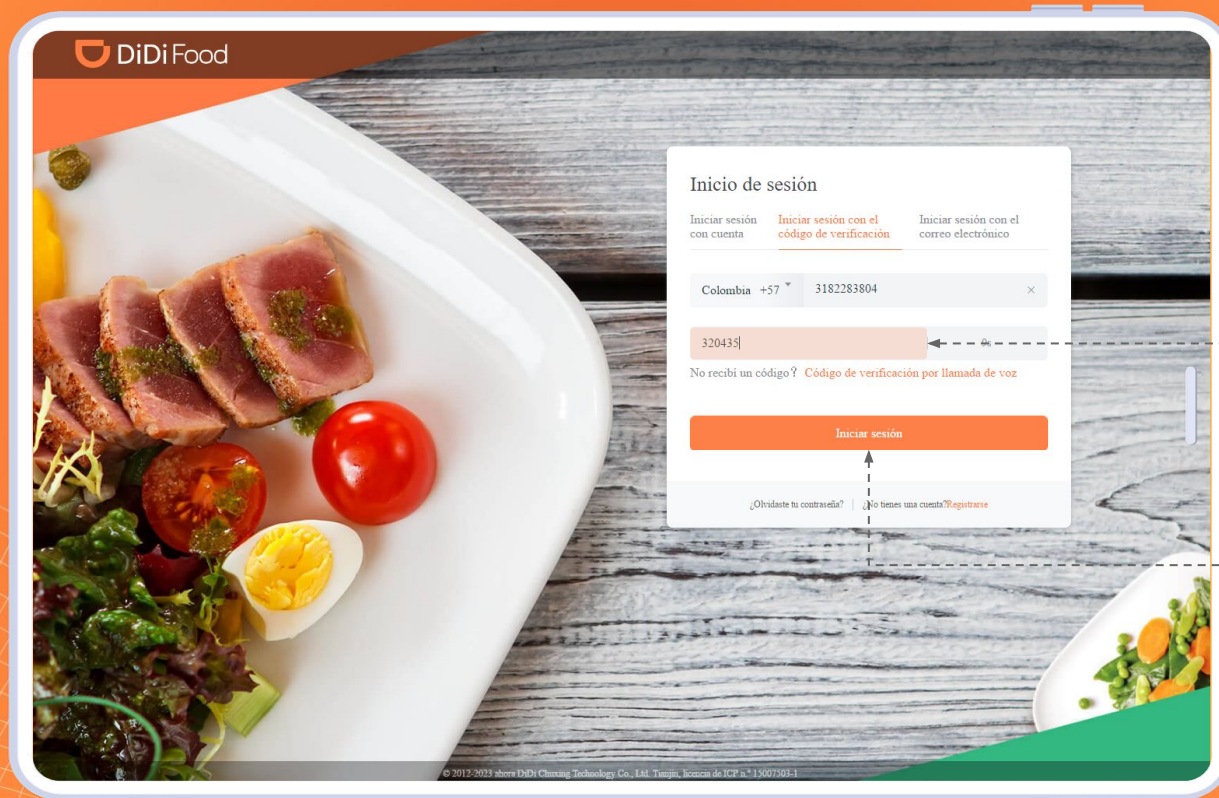 DiDi Food
Inicio de sesión
Iniciar sesión
con cuenta
Iniciar sesión con el
código de verificación
Iniciar sesión con el
correo electrónico
Colombia +57
3182283804
320435
No recibí un código? Código de verificación por llamada de voz
Iniciar sesión
¿Olvidaste tu contraseña? ¿No tienes una cuenta?Registrarse
© 2012-2023 ahora DiDi Chuxing Technology Co., Ltd. Tianjin, licencia de ICP n.º 15007503-1